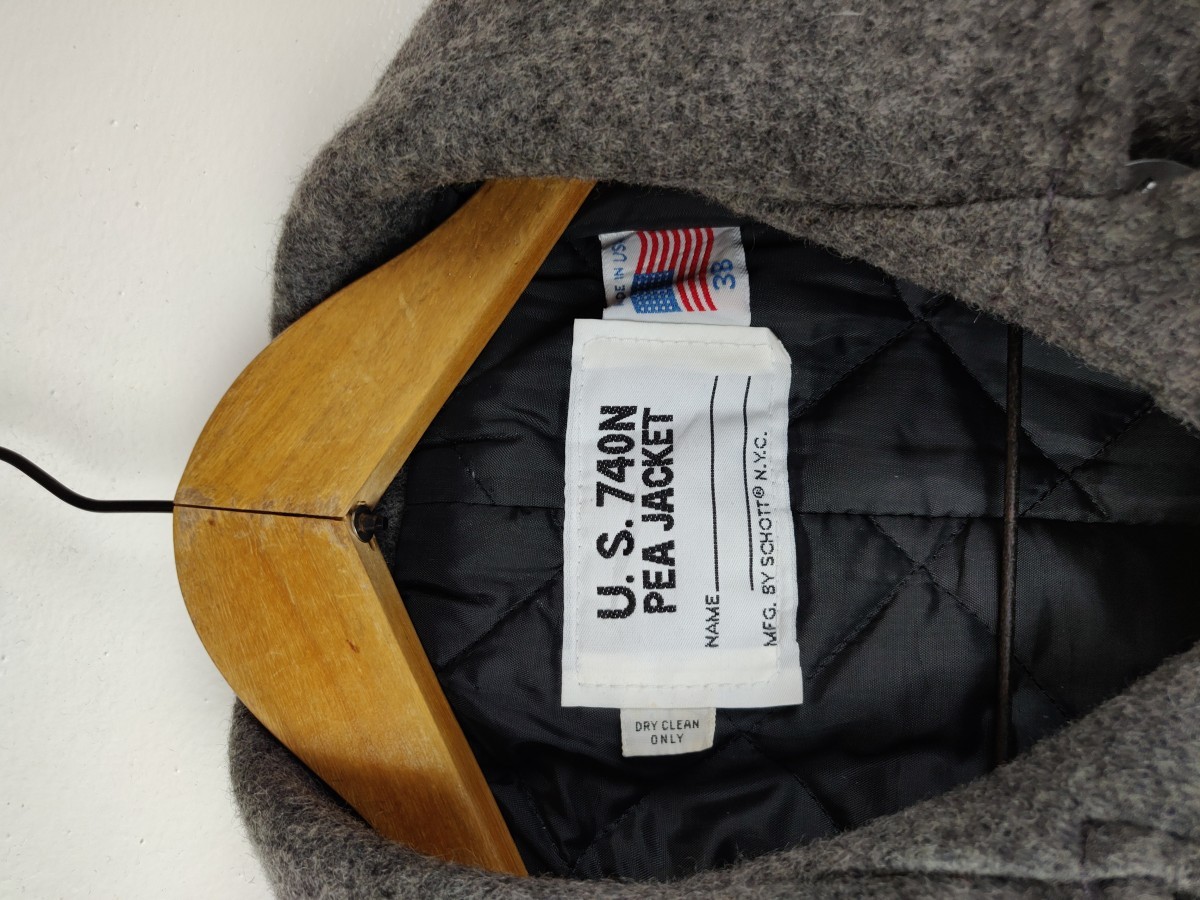 MADE IN USA
38
U. S. 740N
PEA JACKET
NAME
MFG. BY SCHOTT® N.Y.C.
DRY CLEAN
ONLY